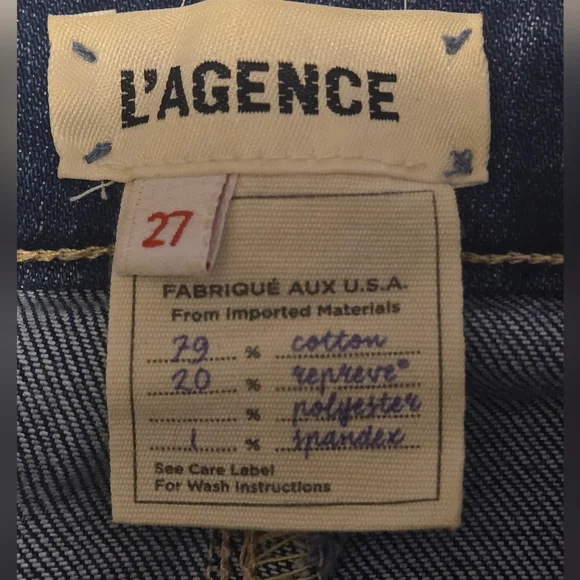 L'AGENCE
27
FABRIQUÉ AUX U.S.A.
From Imported Materials
79 % cotton
20 % repreve®
% polyester
1 % spandex
See Care Label
For Wash Instructions